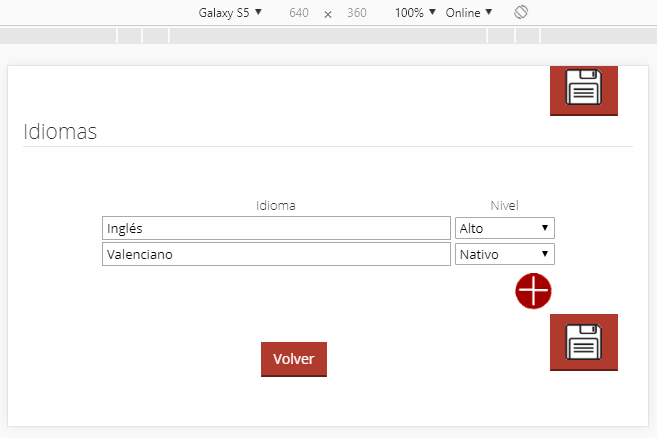 Galaxy S5 ▼ 640 × 360 100% ▼ Online ▼
Idiomas
Idioma Nivel
Inglés Alto ▼
Valenciano Nativo ▼
Volver